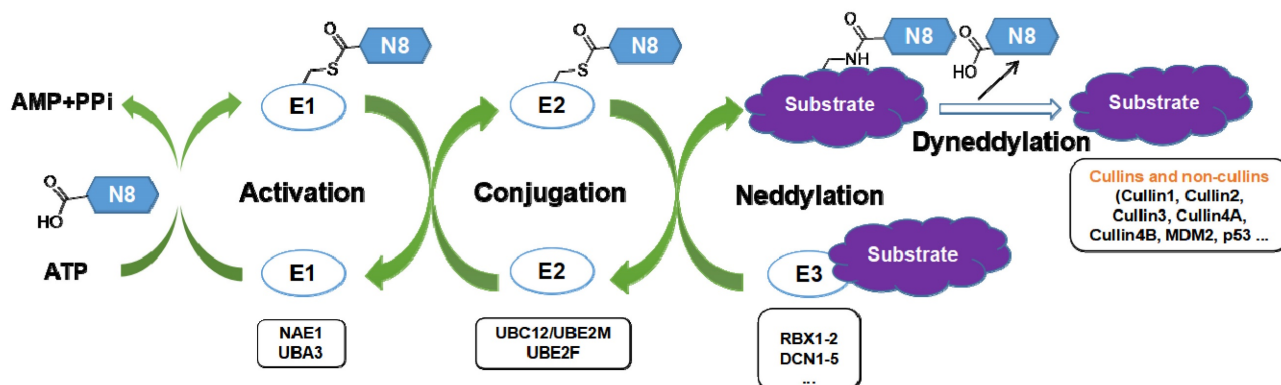 O
N8
S
E1
O
N8
S
E2
O
N8
NH
Substrate
O
N8
HO
Substrate
AMP+PPi
Dyneddylation
O
N8
HO
Activation
Conjugation
Neddylation
Cullins and non-cullins
(Cullin1, Cullin2,
Cullin3, Cullin4A,
Cullin4B, MDM2, p53 ...
ATP
E1
E2
E3
Substrate
NAE1
UBA3
UBC12/UBE2M
UBE2F
RBX1-2
DCN1-5
...